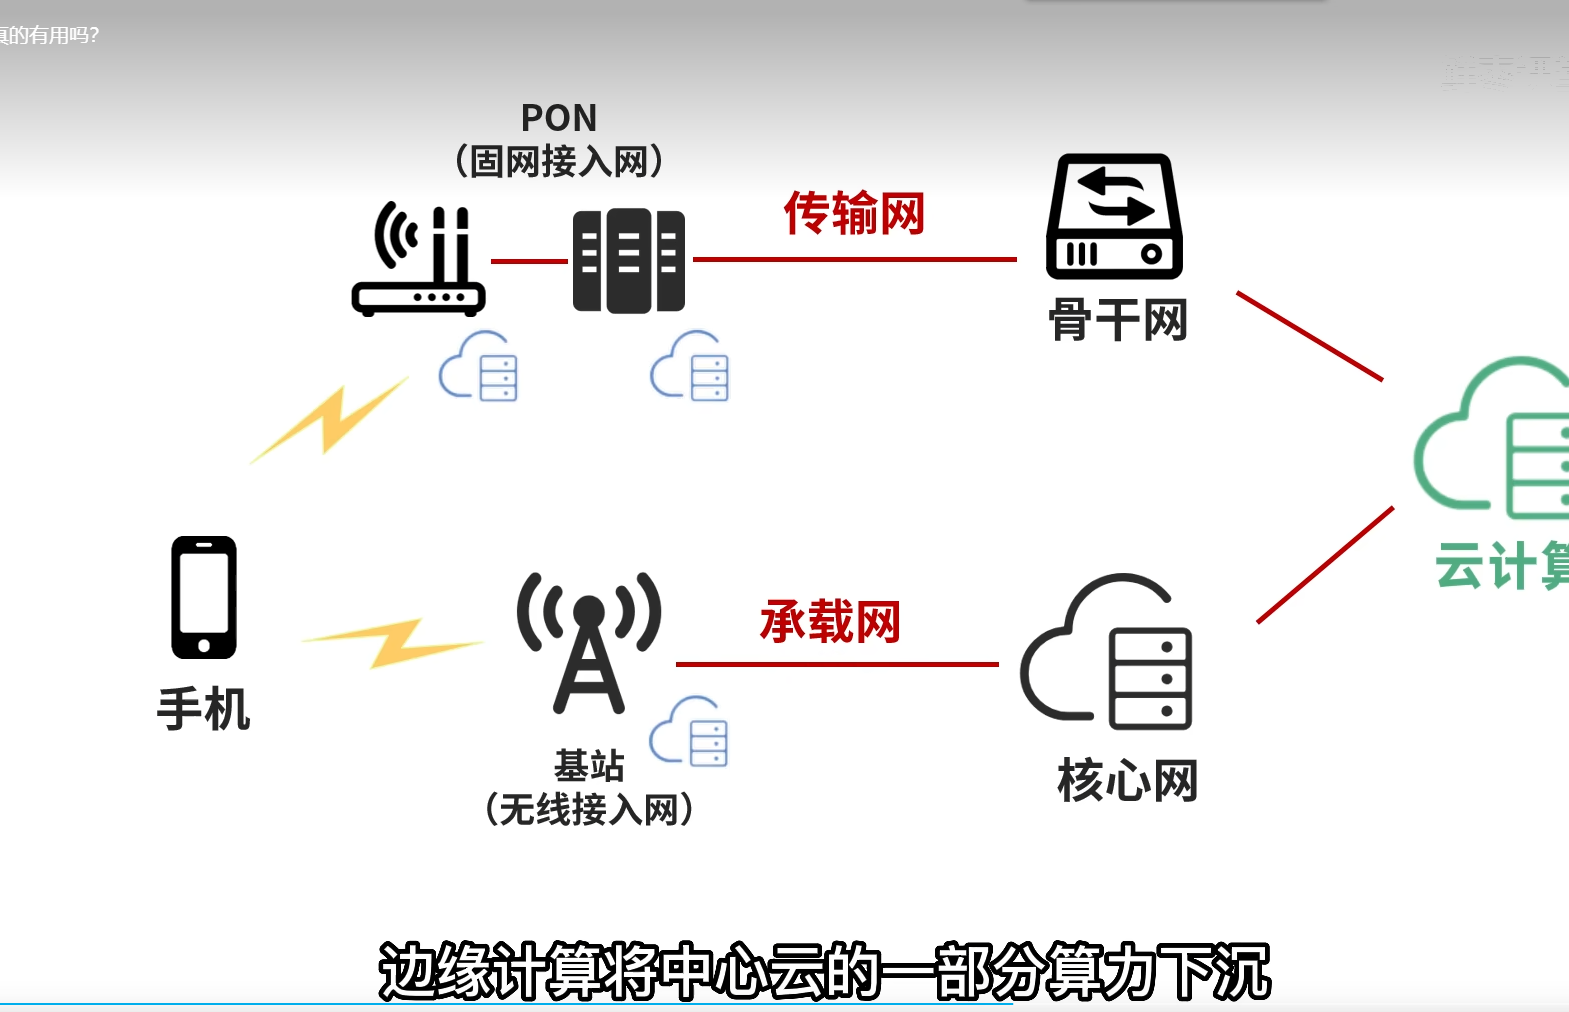 的有用吗?
PON
（固网接入网）
传输网
骨干网
云计
手机
承载网
基站
（无线接入网）
核心网
边缘计算将中心云的一部分算力下沉